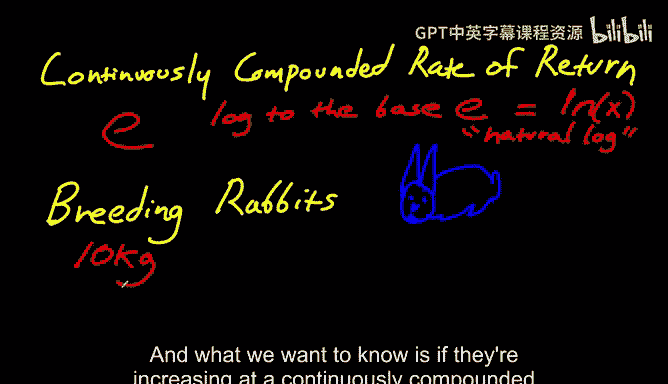 GPT中英字幕课程资源 bilibili
Continuously Compounded Rate of Return
e log to the base e = ln(x)
"natural log"
Breeding Rabbits
10kg
And what we want to know is if they're
increasing at a continuously compounded